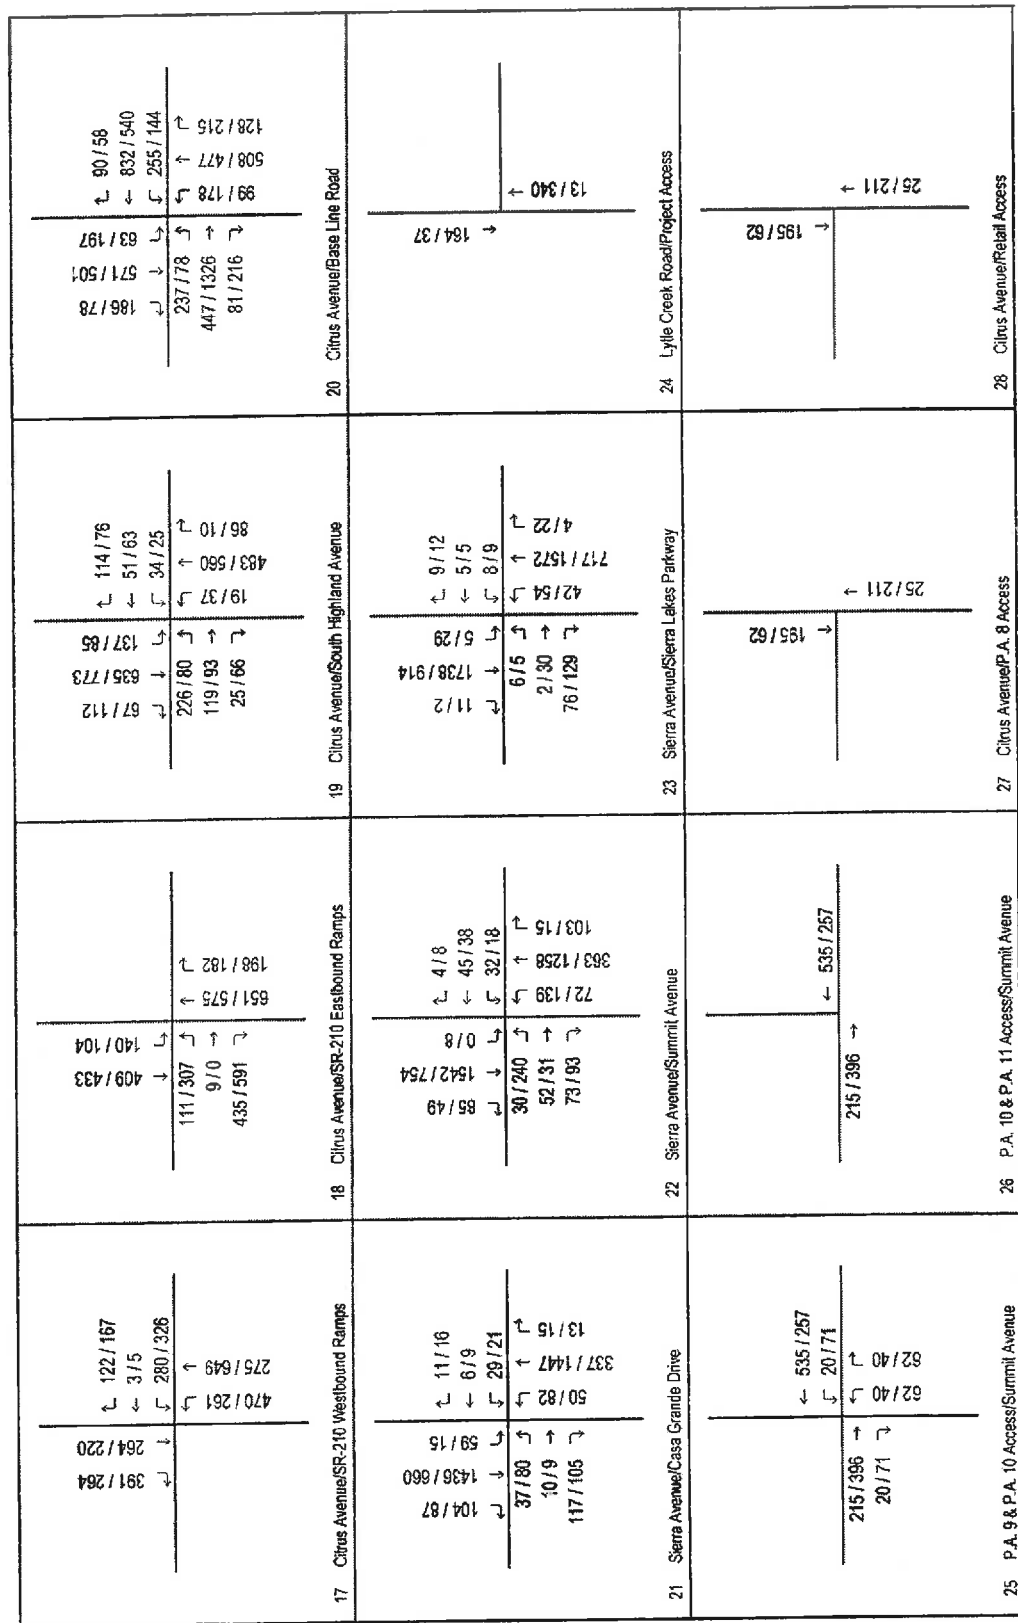 391 / 264
264 / 220
122 / 167
3 / 5
280 / 326
470 / 261
275 / 649
17 Citrus Avenue/SR-210 Westbound Ramps
409 / 433
140 / 104
111 / 307
9 / 0
435 / 591
651 / 575
198 / 182
18 Citrus Avenue/SR-210 Eastbound Ramps
67 / 112
635 / 773
137 / 85
114 / 76
51 / 63
34 / 25
226 / 80
119 / 93
25 / 66
19 / 37
483 / 560
86 / 10
19 Citrus Avenue/South Highland Avenue
186 / 78
571 / 501
63 / 197
90 / 58
832 / 540
255 / 144
237 / 78
447 / 1326
81 / 216
99 / 178
508 / 477
128 / 215
20 Citrus Avenue/Base Line Road
104 / 87
1436 / 660
59 / 15
11 / 16
6 / 9
29 / 21
37 / 80
10 / 9
117 / 105
50 / 82
337 / 1447
13 / 15
21 Sierra Avenue/Casa Grande Drive
85 / 49
1542 / 754
0 / 8
4 / 8
45 / 38
32 / 18
30 / 240
52 / 31
73 / 93
72 / 139
363 / 1258
103 / 15
22 Sierra Avenue/Summit Avenue
11 / 2
1738 / 914
5 / 29
9 / 12
5 / 5
8 / 9
6 / 5
2 / 30
76 / 129
42 / 54
717 / 1572
4 / 22
23 Sierra Avenue/Sierra Lakes Parkway
164 / 37
13 / 340
24 Lytle Creek Road/Project Access
535 / 257
20 / 71
215 / 396
20 / 71
62 / 40
62 / 40
25 P.A. 9 & P.A. 10 Access/Summit Avenue
535 / 257
215 / 396
26 P.A. 10 & P.A. 11 Access/Summit Avenue
195 / 62
25 / 211
27 Citrus Avenue/P.A. 8 Access
195 / 62
25 / 211
28 Citrus Avenue/Retail Access